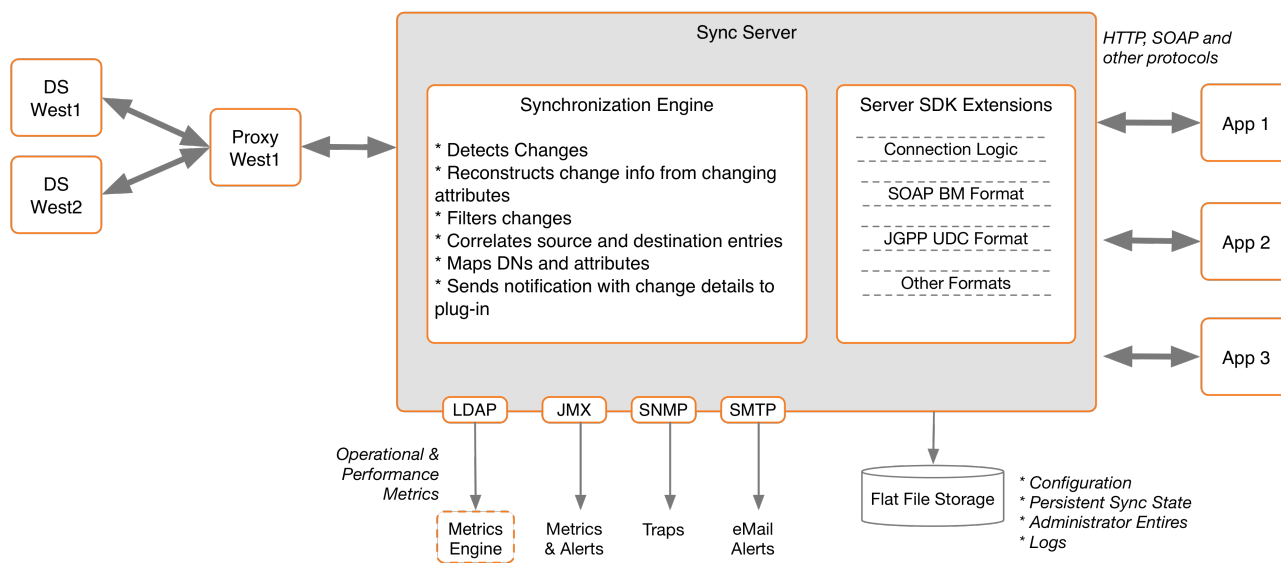 Sync Server
HTTP, SOAP and
other protocols
DS
West1
DS
West2
Proxy
West1
Synchronization Engine
* Detects Changes
* Reconstructs change info from changing
attributes
* Filters changes
* Correlates source and destination entries
* Maps DNs and attributes
* Sends notification with change details to
plug-in
Server SDK Extensions
Connection Logic
SOAP BM Format
JGPP UDC Format
Other Formats
App 1
App 2
App 3
LDAP
JMX
SNMP
SMTP
Operational &
Performance
Metrics
Metrics
Engine
Metrics
& Alerts
Traps
eMail
Alerts
Flat File Storage
* Configuration
* Persistent Sync State
* Administrator Entires
* Logs